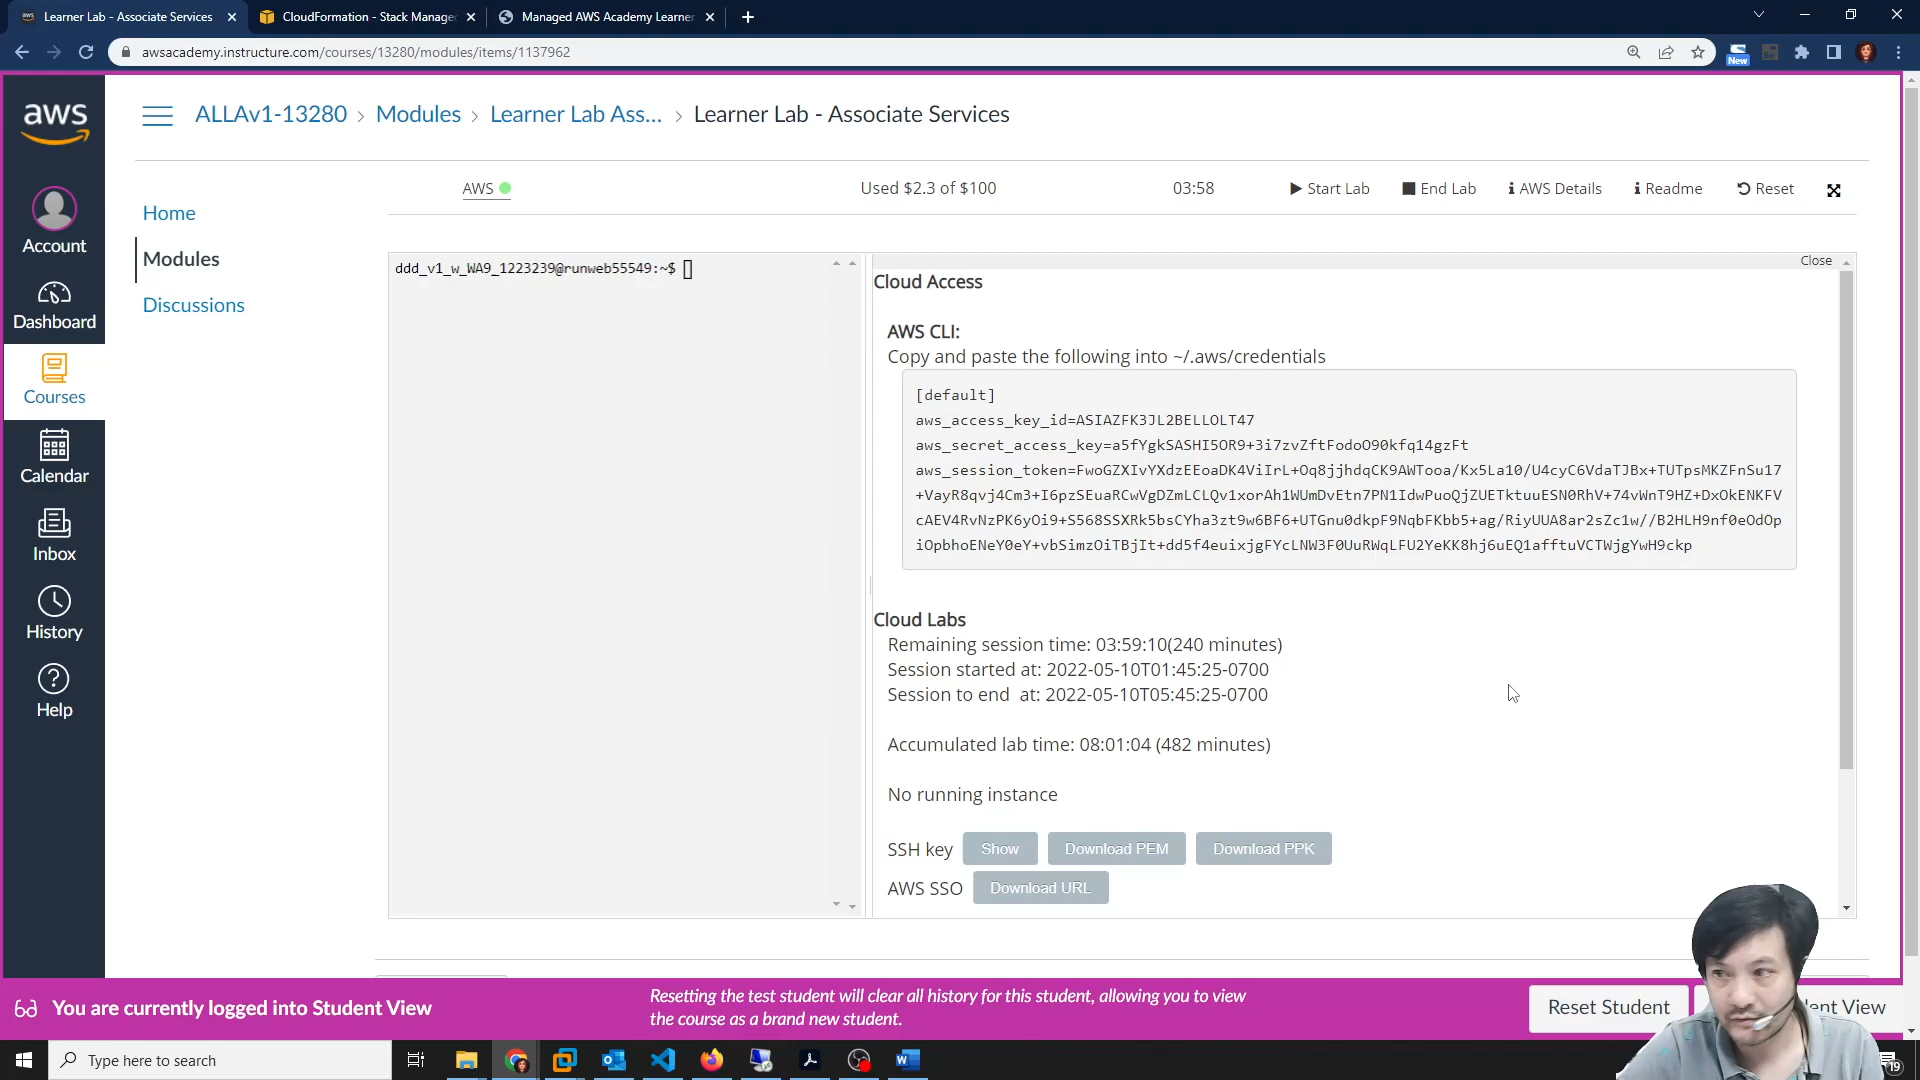 Learner Lab - Associate Services
CloudFormation - Stack Manage
Managed AWS Academy Learner
awsacademy.instructure.com/courses/13280/modules/items/1137962
New
aws
ALLAv1-13280 > Modules > Learner Lab Ass... > Learner Lab - Associate Services
AWS
Used $2.3 of $100
03:58
Start Lab
End Lab
AWS Details
Readme
Reset
Account
Dashboard
Courses
Calendar
Inbox
History
Help
Home
Modules
Discussions
ddd_v1_w_WA9_1223239@runweb55549:~$
Close
Cloud Access
AWS CLI:
Copy and paste the following into ~/.aws/credentials
[default]
aws_access_key_id=ASIAZFK3JL2BELLOLT47
aws_secret_access_key=a5fYgkSASHI5OR9+3i7zvZftFodoO90kfq14gzFt
aws_session_token=FwoGZXIvYXdzEEoaDK4ViIrL+Oq8jjhdqCK9AWTooa/Kx5La10/U4cyC6VdaTJBx+TUTpsMKZFnSu17
+VayR8qvj4Cm3+I6pzSEuaRCwVgDZmLCLQv1xorAh1WUmDvEtn7PN1IdwPuoQjZUETktuuESN0RhV+74vWnT9HZ+DxOkENKFV
cAEV4RvNzPK6yOi9+S568SSXRk5bsCYha3zt9w6BF6+UTGnu0dkpF9NqbFKbb5+ag/RiyUUA8ar2sZc1w//B2HLH9nf0eOdOp
iOpbhoENeY0eY+vbSimzOiTBjIt+dd5f4euixjgFYcLNW3F0UuRWqLFU2YeKK8hj6uEQ1afftuVCTWjgYwH9ckp
Cloud Labs
Remaining session time: 03:59:10(240 minutes)
Session started at: 2022-05-10T01:45:25-0700
Session to end at: 2022-05-10T05:45:25-0700
Accumulated lab time: 08:01:04 (482 minutes)
No running instance
SSH key Show Download PEM Download PPK
AWS SSO Download URL
You are currently logged into Student View
Resetting the test student will clear all history for this student, allowing you to view
the course as a brand new student.
Reset Student
ent View
Type here to search
19